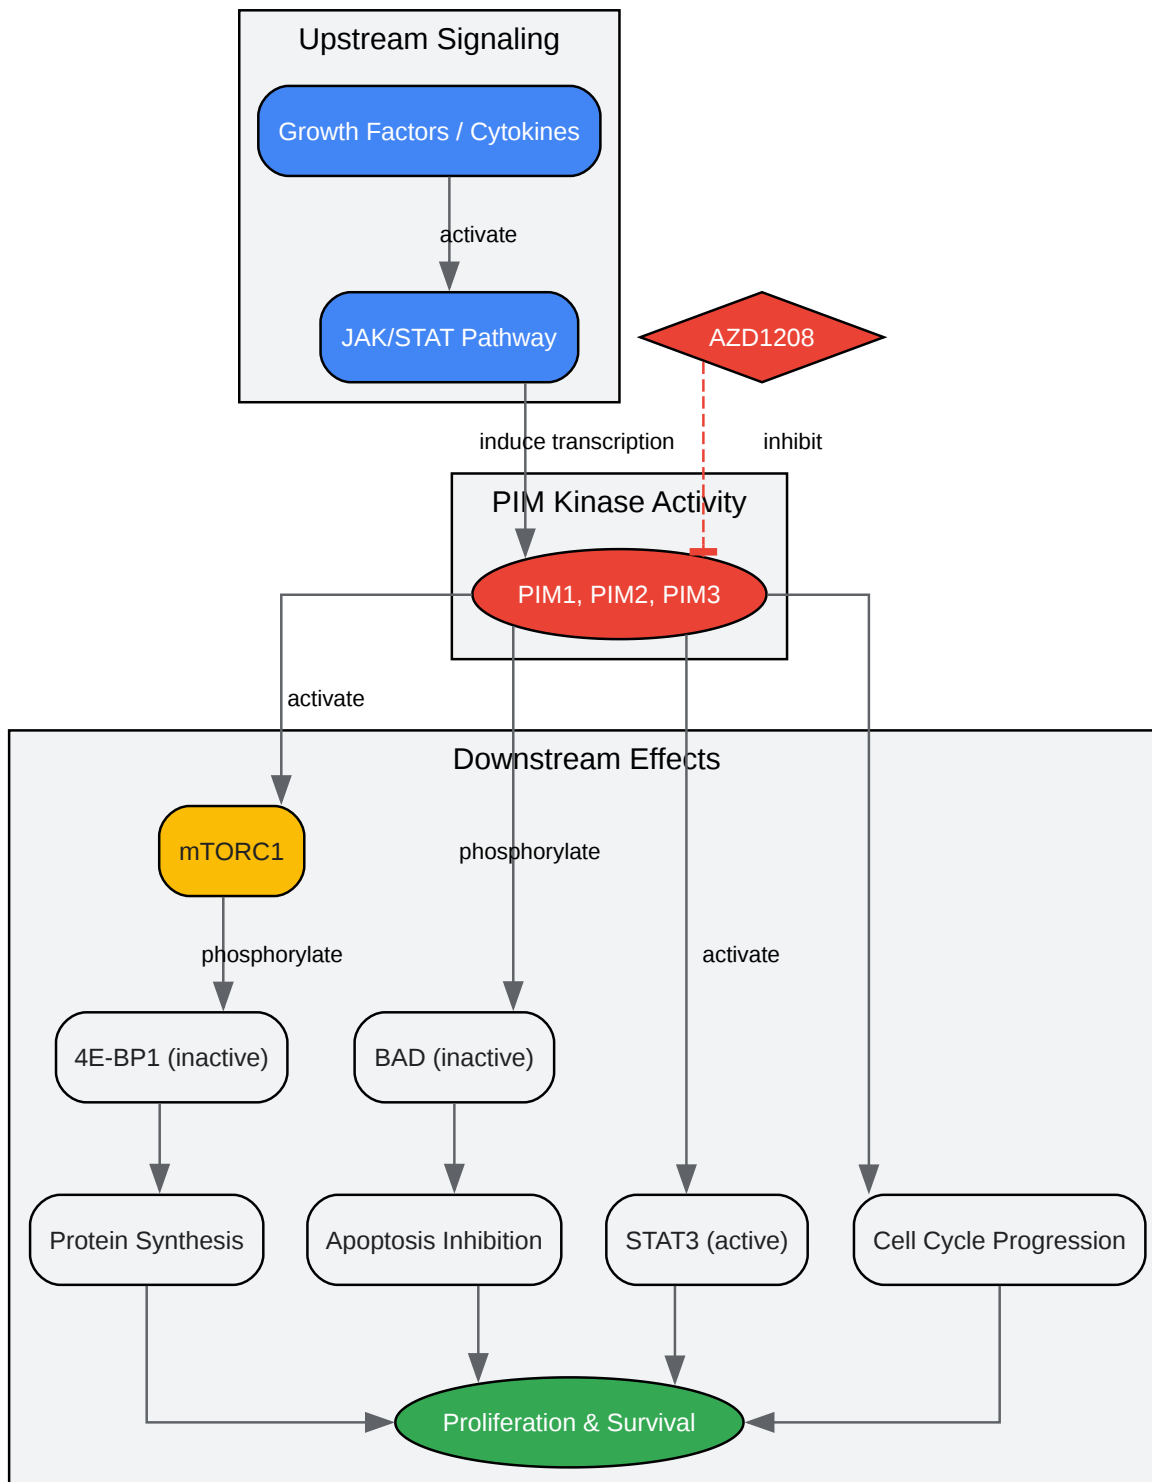 Upstream Signaling
Growth Factors / Cytokines
activate
JAK/STAT Pathway
AZD1208
induce transcription
inhibit
PIM Kinase Activity
PIM1, PIM2, PIM3
activate
Downstream Effects
mTORC1
phosphorylate
phosphorylate
activate
4E-BP1 (inactive)
BAD (inactive)
Protein Synthesis
Apoptosis Inhibition
STAT3 (active)
Cell Cycle Progression
Proliferation & Survival